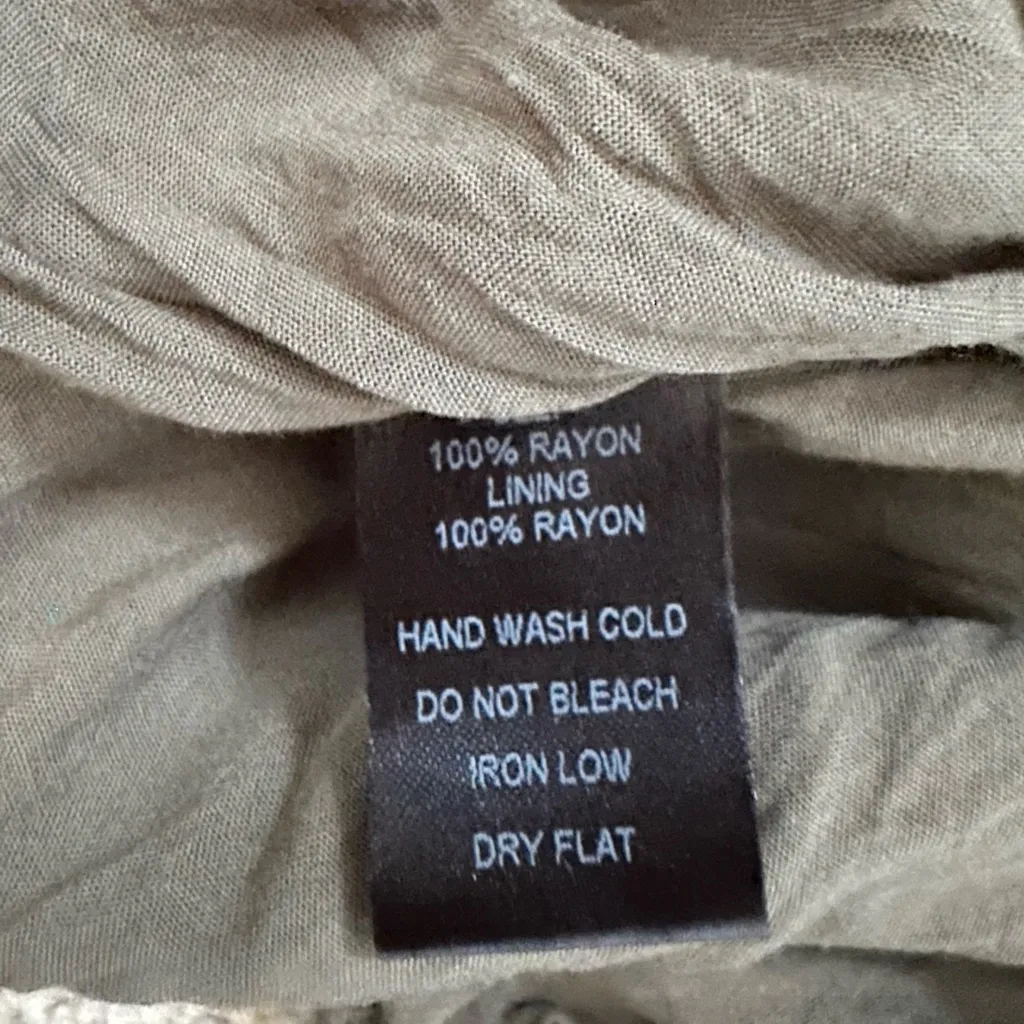 100% RAYON
LINING
100% RAYON
HAND WASH COLD
DO NOT BLEACH
IRON LOW
DRY FLAT